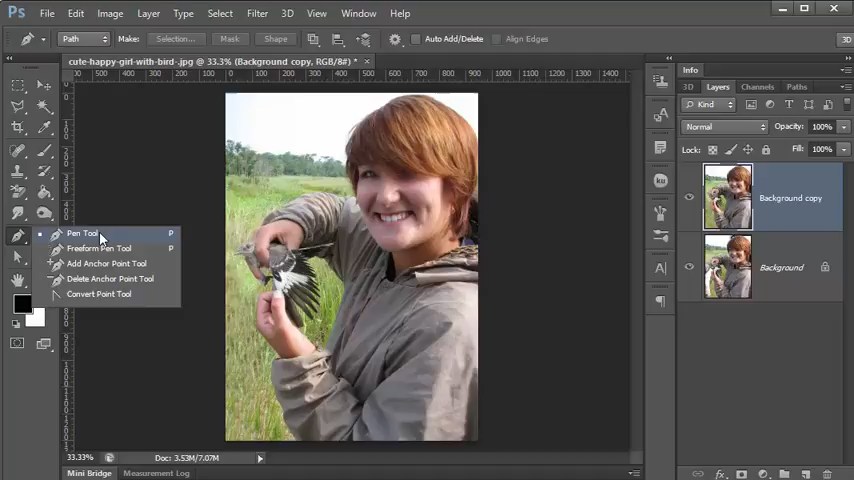 Ps File Edit Image Layer Type Select Filter 3D View Window Help
Path Make: Selection... Mask Shape Auto Add/Delete Align Edges 3D
cute-happy-girl-with-bird-.jpg @ 33.3% (Background copy, RGB/8#) * ×
Info
3D Layers Channels Paths
Kind
Normal Opacity: 100%
Lock: Fill: 100%
Background copy
Background
Pen Tool P
Freeform Pen Tool P
Add Anchor Point Tool
Delete Anchor Point Tool
Convert Point Tool
33.33% Doc: 3.53M/7.07M
Mini Bridge Measurement Log